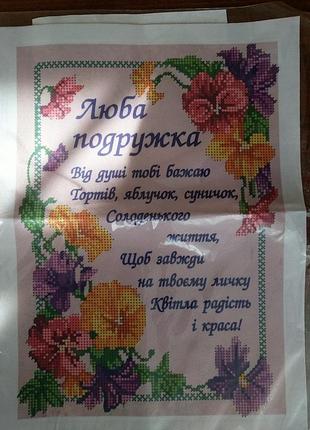 Люба
подружка
Від душі тобі бажаю
Тортів, яблучок, суничок,
Солоденького
життя,
Щоб завжди
на твоєму личку
Квітла радість
і краса!